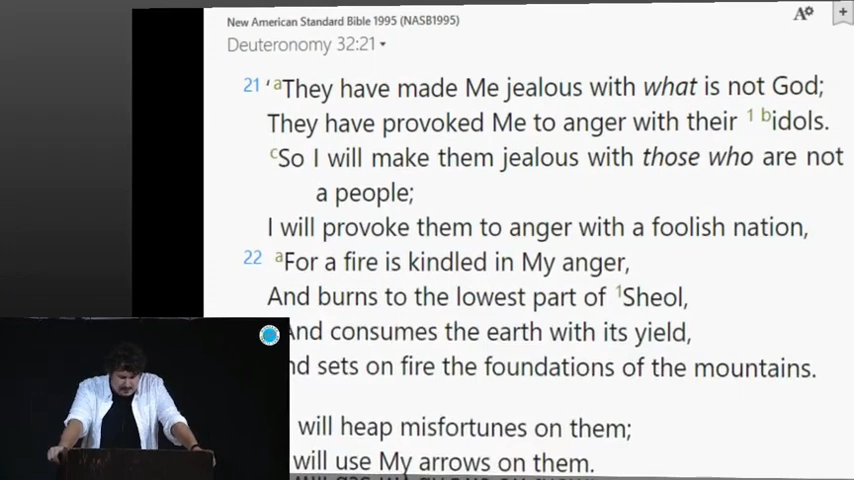 New American Standard Bible 1995 (NASB1995)
Deuteronomy 32:21
21 ‘aThey have made Me jealous with what is not God;
They have provoked Me to anger with their 1 bidols.
cSo I will make them jealous with those who are not
a people;
I will provoke them to anger with a foolish nation,
22 aFor a fire is kindled in My anger,
And burns to the lowest part of 1Sheol,
And consumes the earth with its yield,
nd sets on fire the foundations of the mountains.
will heap misfortunes on them;
will use My arrows on them.